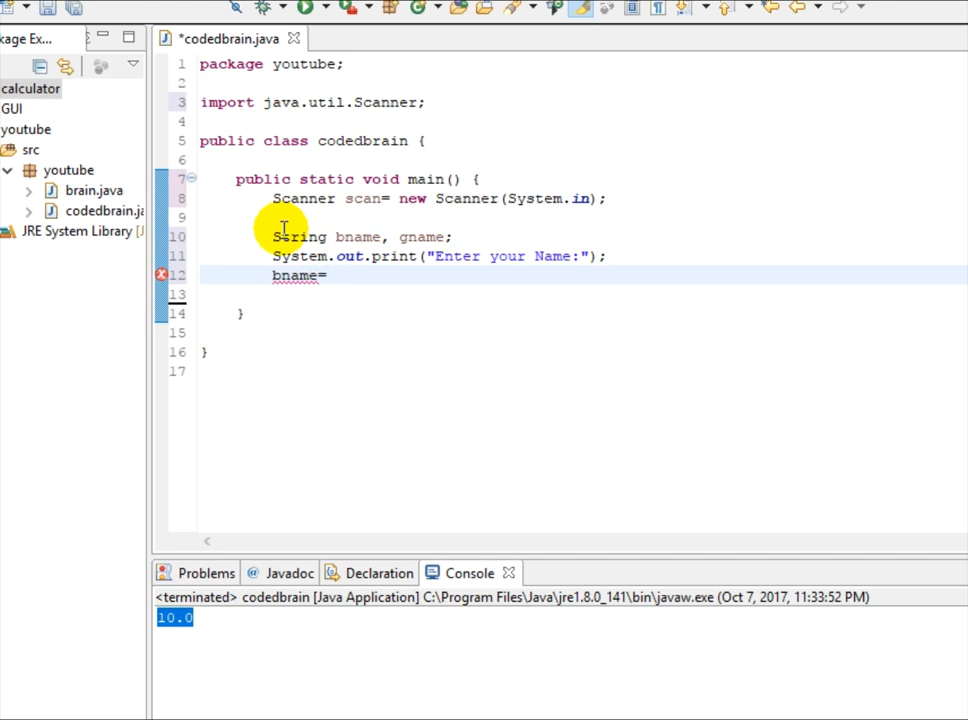 kage Ex...
*codedbrain.java
calculator
GUI
youtube
src
youtube
brain.java
codedbrain.ja
JRE System Library [J
1 package youtube;
2
3 import java.util.Scanner;
4
5 public class codedbrain {
6
7 public static void main() {
8 Scanner scan= new Scanner(System.in);
9
10 String bname, gname;
11 System.out.print("Enter your Name:");
12 bname=
13
14 }
15
16 }
17
Problems @ Javadoc Declaration Console
<terminated> codedbrain [Java Application] C:\Program Files\Java\jre1.8.0_141\bin\javaw.exe (Oct 7, 2017, 11:33:52 PM)
10.0